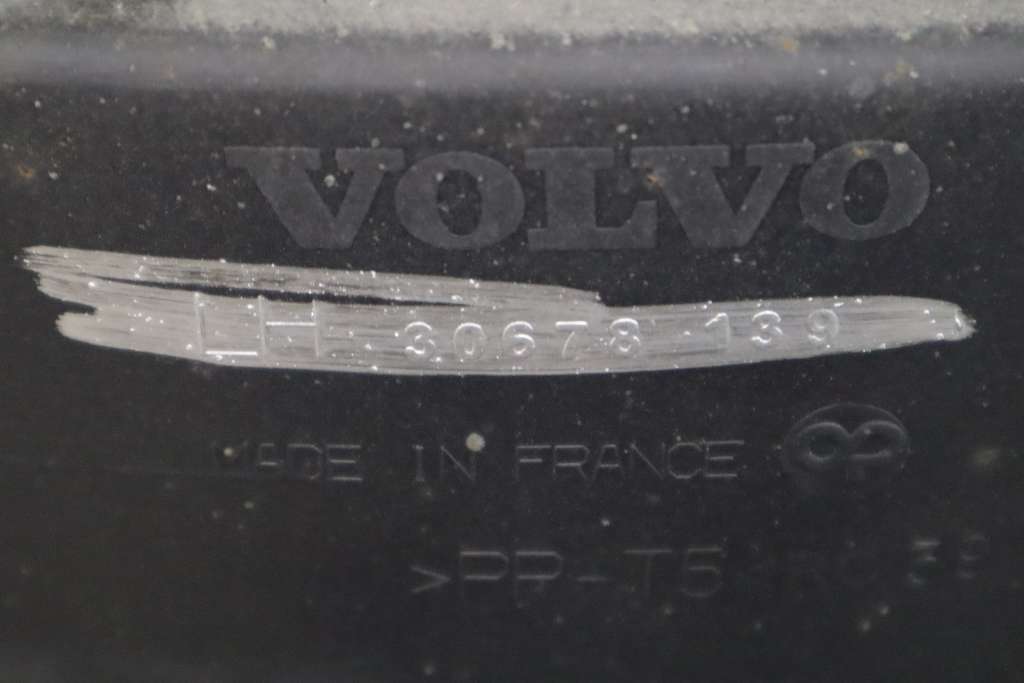 VOLVO
LH 30678 139
MADE IN FRANCE
>PP-T5